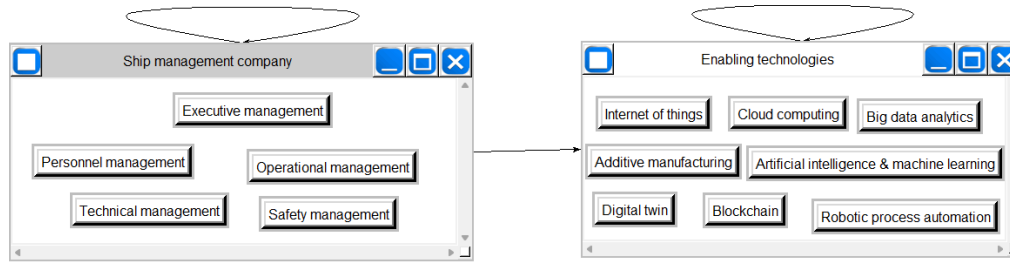 Ship management company
Executive management
Personnel management
Operational management
Technical management
Safety management
Enabling technologies
Internet of things
Cloud computing
Big data analytics
Additive manufacturing
Artificial intelligence & machine learning
Digital twin
Blockchain
Robotic process automation